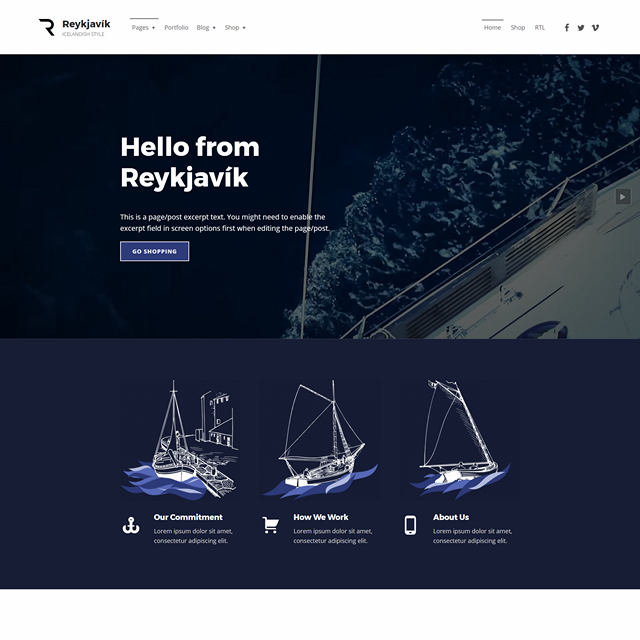 Reykjavík
ICELANDISH STYLE
Pages +
Portfolio
Blog +
Shop +
Home
Shop
RTL
Hello from
Reykjavík
This is a page/post excerpt text. You might need to enable the
excerpt field in screen options first when editing the page/post.
GO SHOPPING
Our Commitment
Lorem ipsum dolor sit amet,
consectetur adipiscing elit.
How We Work
Lorem ipsum dolor sit amet,
consectetur adipiscing elit.
About Us
Lorem ipsum dolor sit amet,
consectetur adipiscing elit.